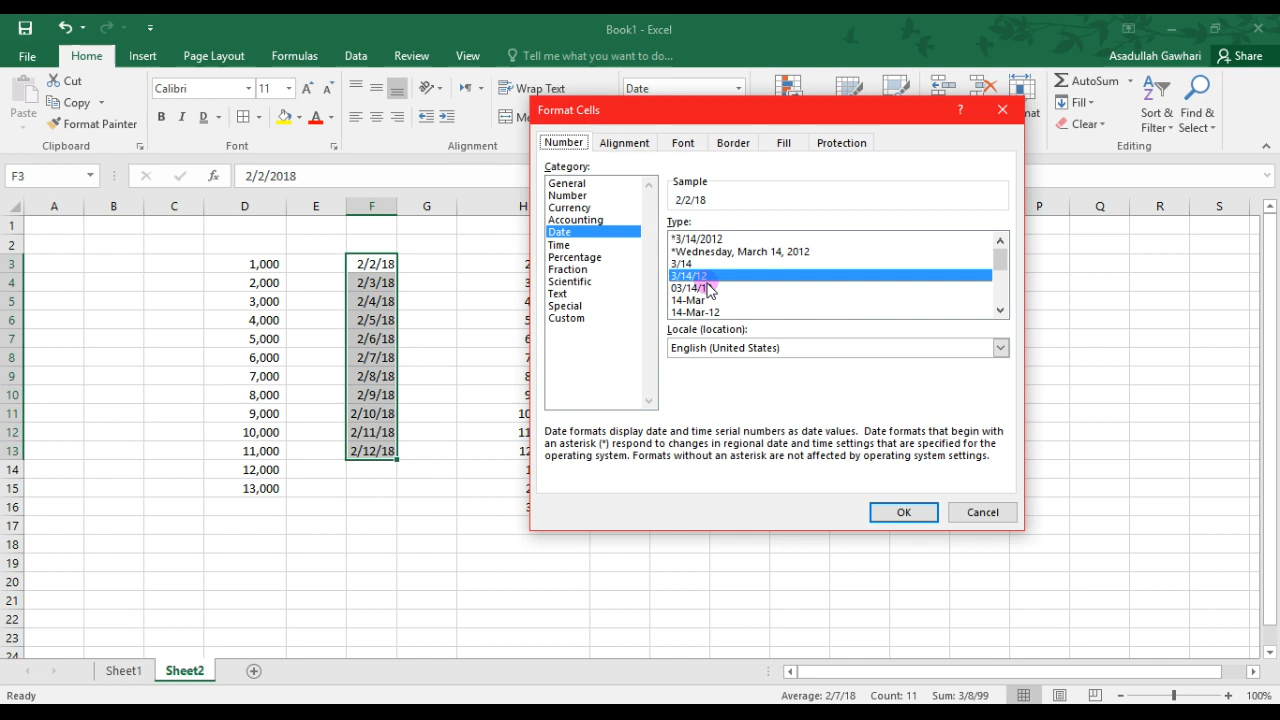 Book1 - Excel
File Home Insert Page Layout Formulas Data Review View Tell me what you want to do... Asadullah Gawhari Share
Paste Cut Copy Format Painter Clipboard
Calibri 11 B I D A Font
Wrap Text Alignment
Date
AutoSum Fill Clear Sort & Filter Find & Select Editing
F3 fx 2/2/2018
A B C D E F G H P Q R S
1
2
3 1,000 2/2/18
4 2,000 2/3/18
5 3,000 2/4/18
6 4,000 2/5/18
7 5,000 2/6/18
8 6,000 2/7/18
9 7,000 2/8/18
10 8,000 2/9/18
11 9,000 2/10/18
12 10,000 2/11/18
13 11,000 2/12/18
14 12,000
15 13,000
16
17
18
19
20
21
22
23
24
Format Cells ?
Number Alignment Font Border Fill Protection
Category:
General
Number
Currency
Accounting
Date
Time
Percentage
Fraction
Scientific
Text
Special
Custom
Sample
2/2/18
Type:
*3/14/2012
*Wednesday, March 14, 2012
3/14
3/14/12
14-Mar
14-Mar-12
Locale (location):
English (United States)
Date formats display date and time serial numbers as date values. Date formats that begin with
an asterisk (*) respond to changes in regional date and time settings that are specified for the
operating system. Formats without an asterisk are not affected by operating system settings.
OK Cancel
Sheet1 Sheet2
Ready Average: 2/7/18 Count: 11 Sum: 3/8/99 100%